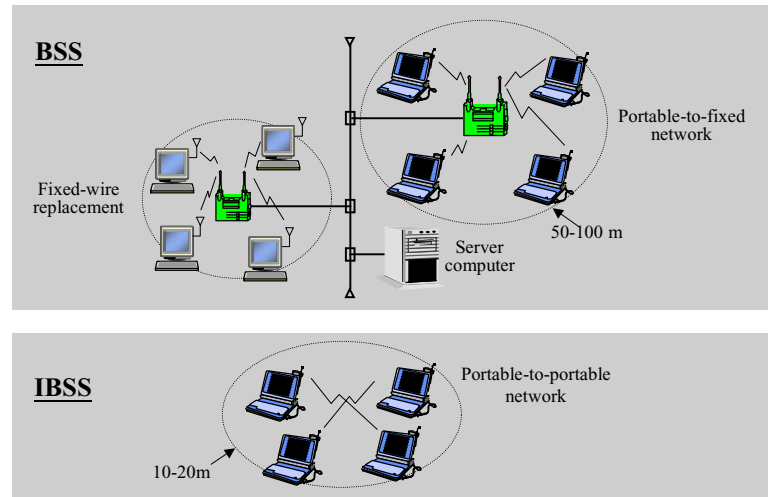 BSS
Portable-to-fixed
network
Fixed-wire
replacement
50-100 m
Server
computer
IBSS
Portable-to-portable
network
10-20m